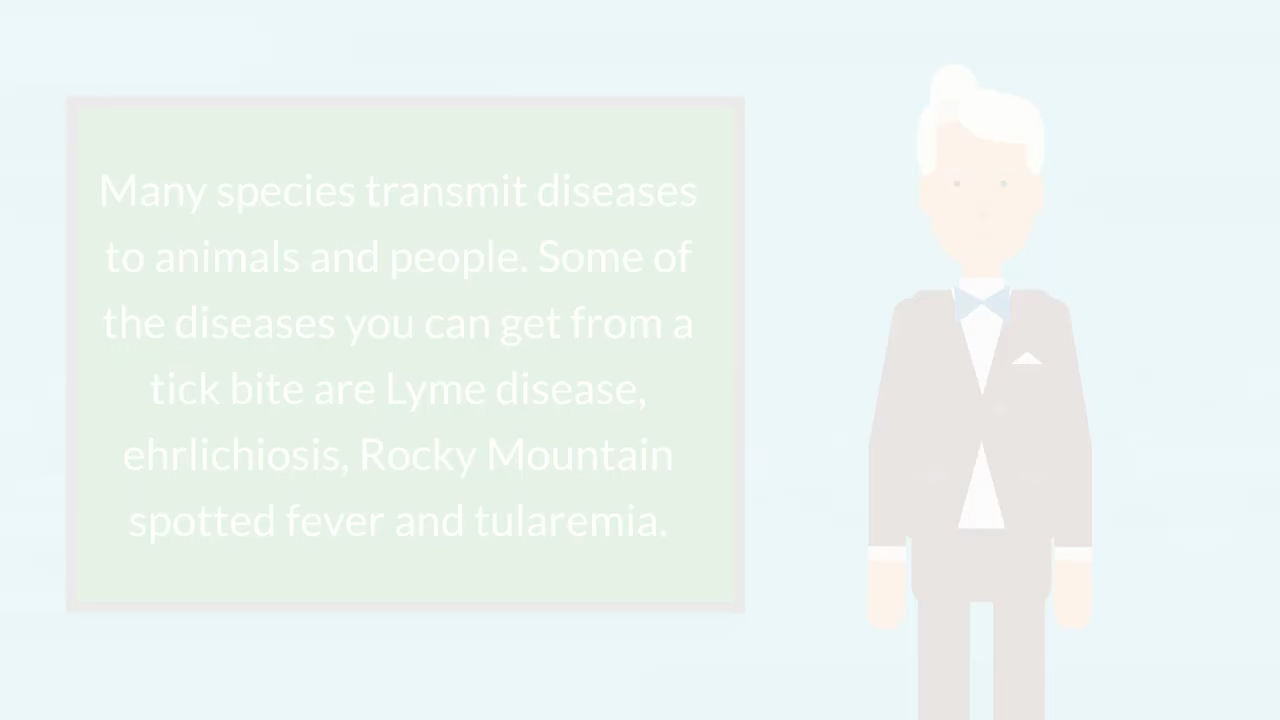 Many species transmit diseases
to animals and people. Some of
the diseases you can get from a
tick bite are Lyme disease,
ehrlichiosis, Rocky Mountain
spotted fever and tularemia.